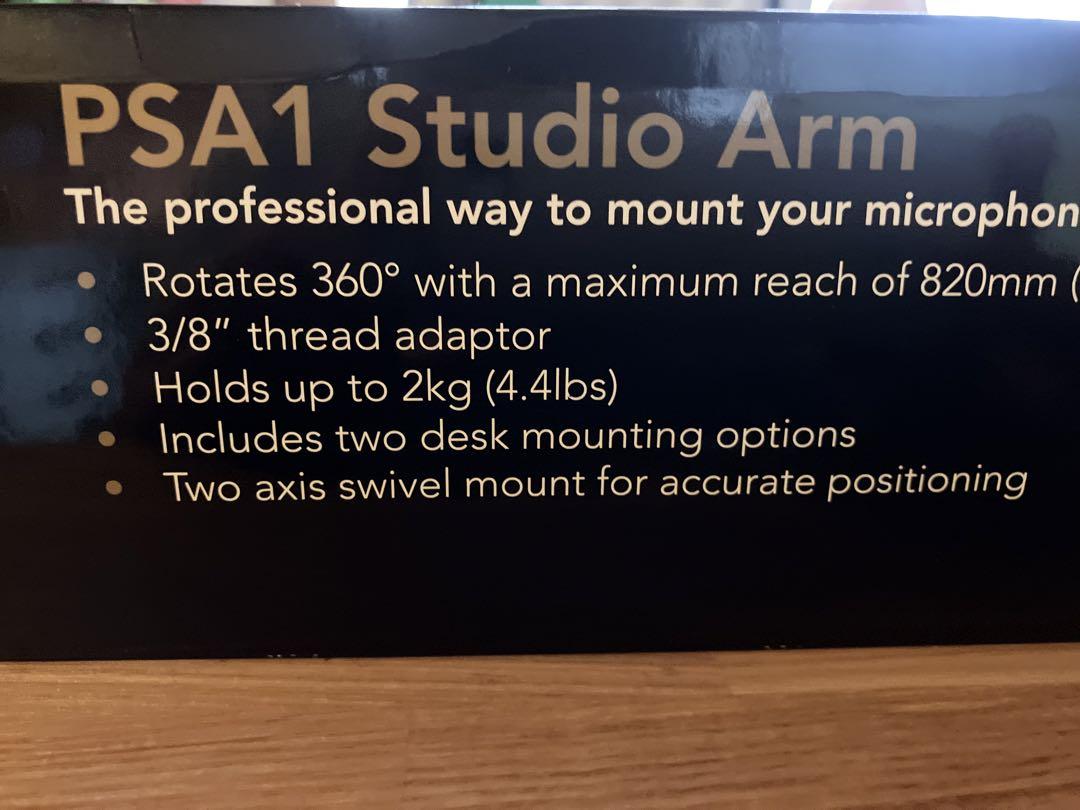 PSA1 Studio Arm
The professional way to mount your microphon
• Rotates 360° with a maximum reach of 820mm (
• 3/8” thread adaptor
• Holds up to 2kg (4.4lbs)
• Includes two desk mounting options
• Two axis swivel mount for accurate positioning